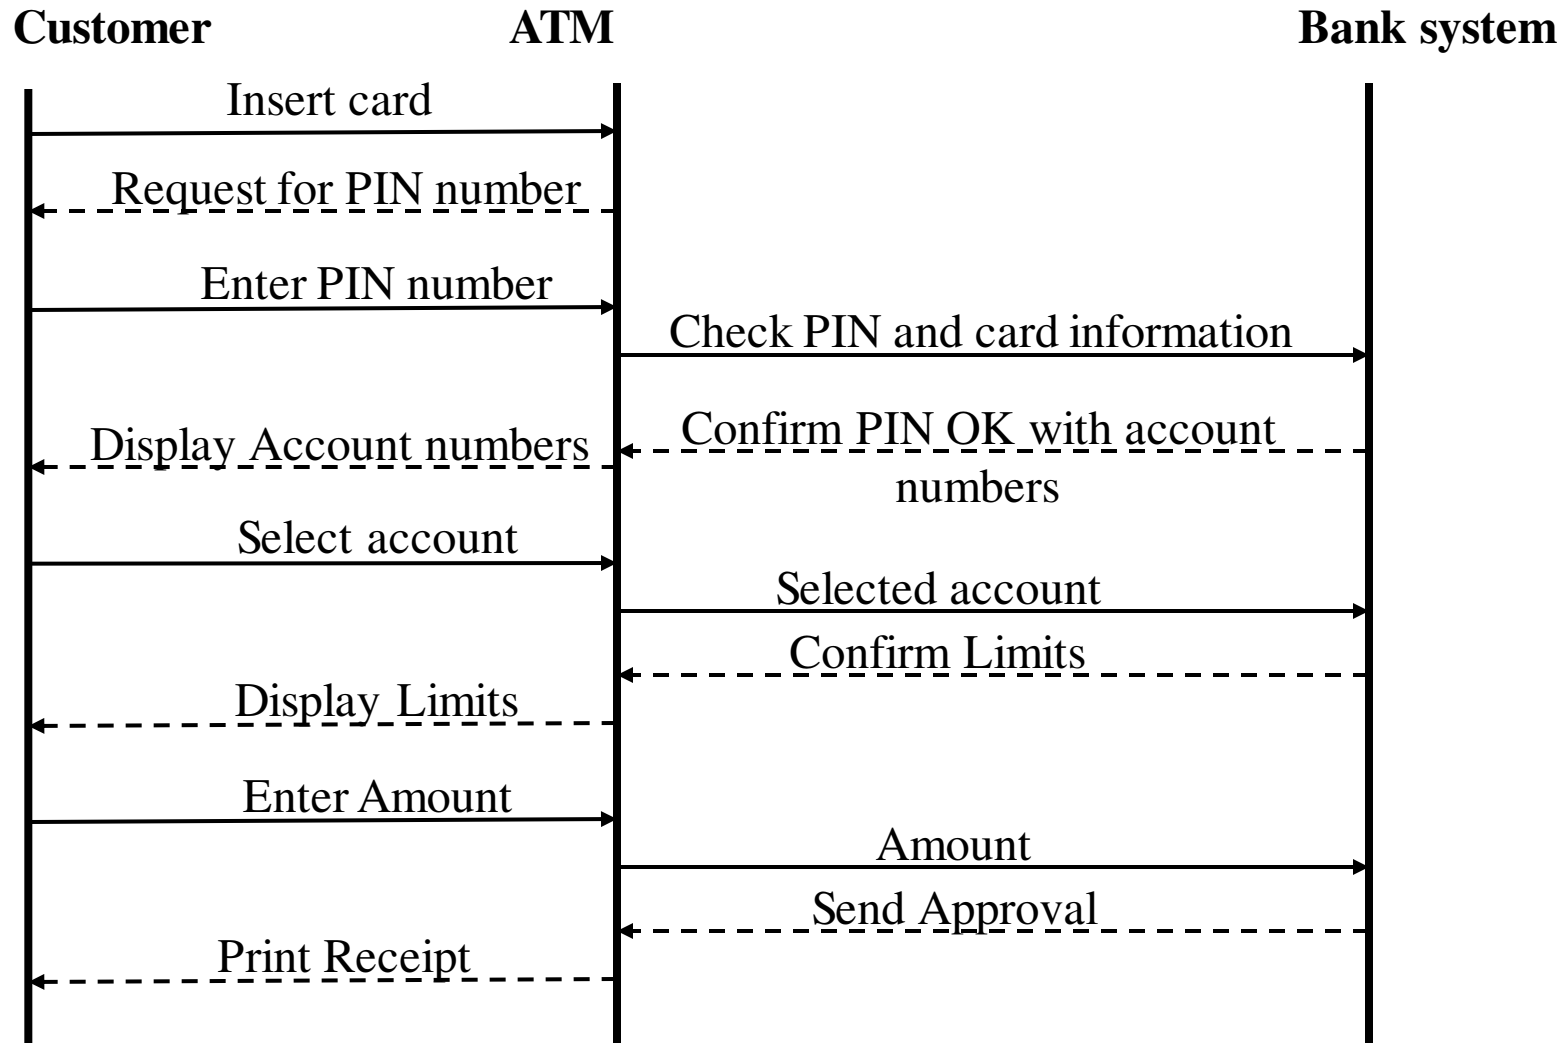 Customer
ATM
Bank system
Insert card
Request for PIN number
Enter PIN number
Check PIN and card information
Confirm PIN OK with account
numbers
Display Account numbers
Select account
Selected account
Confirm Limits
Display Limits
Enter Amount
Amount
Send Approval
Print Receipt